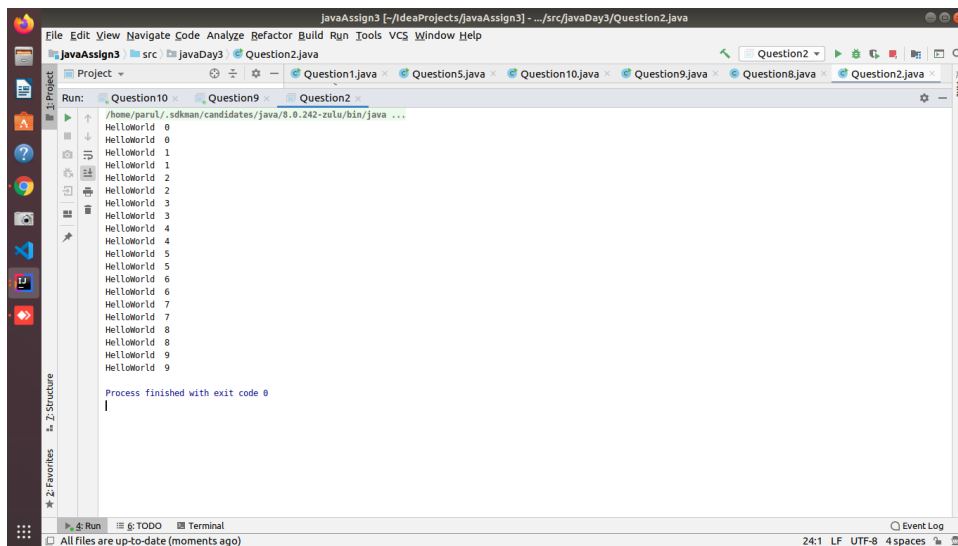 javaAssign3 [~/IdeaProjects/javaAssign3] - .../src/javaDay3/Question2.java
File Edit View Navigate Code Analyze Refactor Build Run Tools VCS Window Help
javaAssign3 src javaDay3 Question2.java Question2
1: Project
Project Question1.java Question5.java Question10.java Question9.java Question8.java Question2.java
Run: Question10 Question9 Question2
/home/parul/.sdkman/candidates/java/8.0.242-zulu/bin/java ...
HelloWorld 0
HelloWorld 0
HelloWorld 1
HelloWorld 1
HelloWorld 2
HelloWorld 2
HelloWorld 3
HelloWorld 3
HelloWorld 4
HelloWorld 4
HelloWorld 5
HelloWorld 5
HelloWorld 6
HelloWorld 6
HelloWorld 7
HelloWorld 7
HelloWorld 8
HelloWorld 8
HelloWorld 9
HelloWorld 9
Process finished with exit code 0
Z: Structure
2: Favorites
4: Run 6: TODO Terminal Event Log
All files are up-to-date (moments ago) 24:1 LF UTF-8 4 spaces